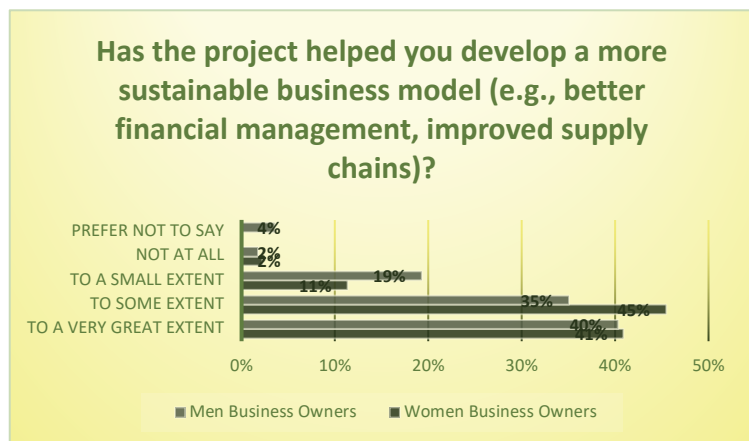 Has the project helped you develop a more
sustainable business model (e.g., better
financial management, improved supply
chains)?
PREFER NOT TO SAY 4%
NOT AT ALL 2%
2%
TO A SMALL EXTENT 19%
11%
TO SOME EXTENT 35%
45%
TO A VERY GREAT EXTENT 40%
41%
0% 10% 20% 30% 40% 50%
Men Business Owners Women Business Owners